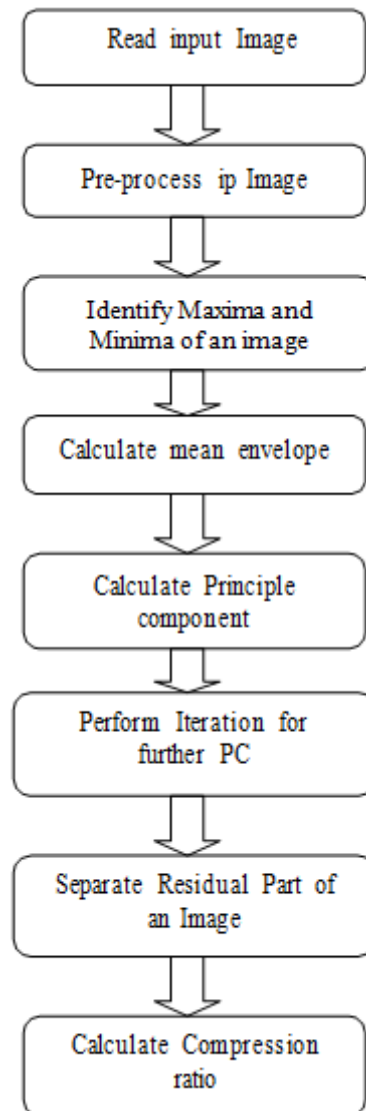 Read input Image
Pre-process ip Image
Identify Maxima and
Minima of an image
Calculate mean envelope
Calculate Principle
component
Perform Iteration for
further PC
Separate Residual Part of
an Image
Calculate Compression
ratio